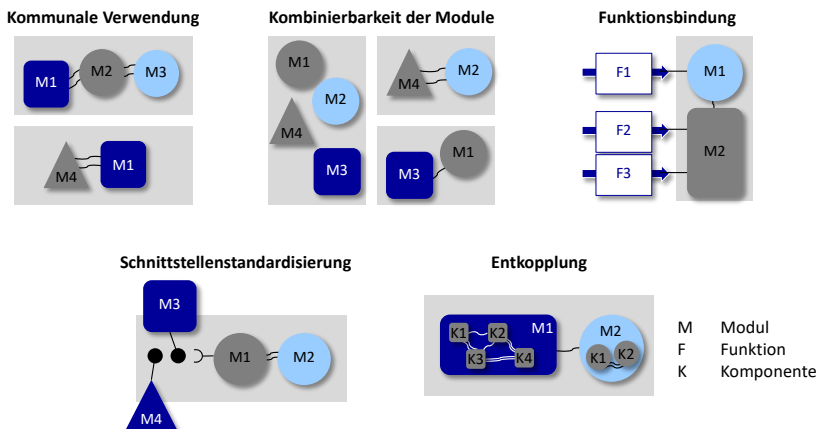 Kommunale Verwendung
Kombinierbarkeit der Module
Funktionsbindung
M1
M2
M3
M4
M1
M1
M2
M4
M3
M4
M2
M3
M1
F1
F2
F3
M1
M2
Schnittstellenstandardisierung
Entkopplung
M3
M1
M2
M4
M1
K1
K2
K3
K4
M2
K1
K2
M Modul
F Funktion
K Komponente